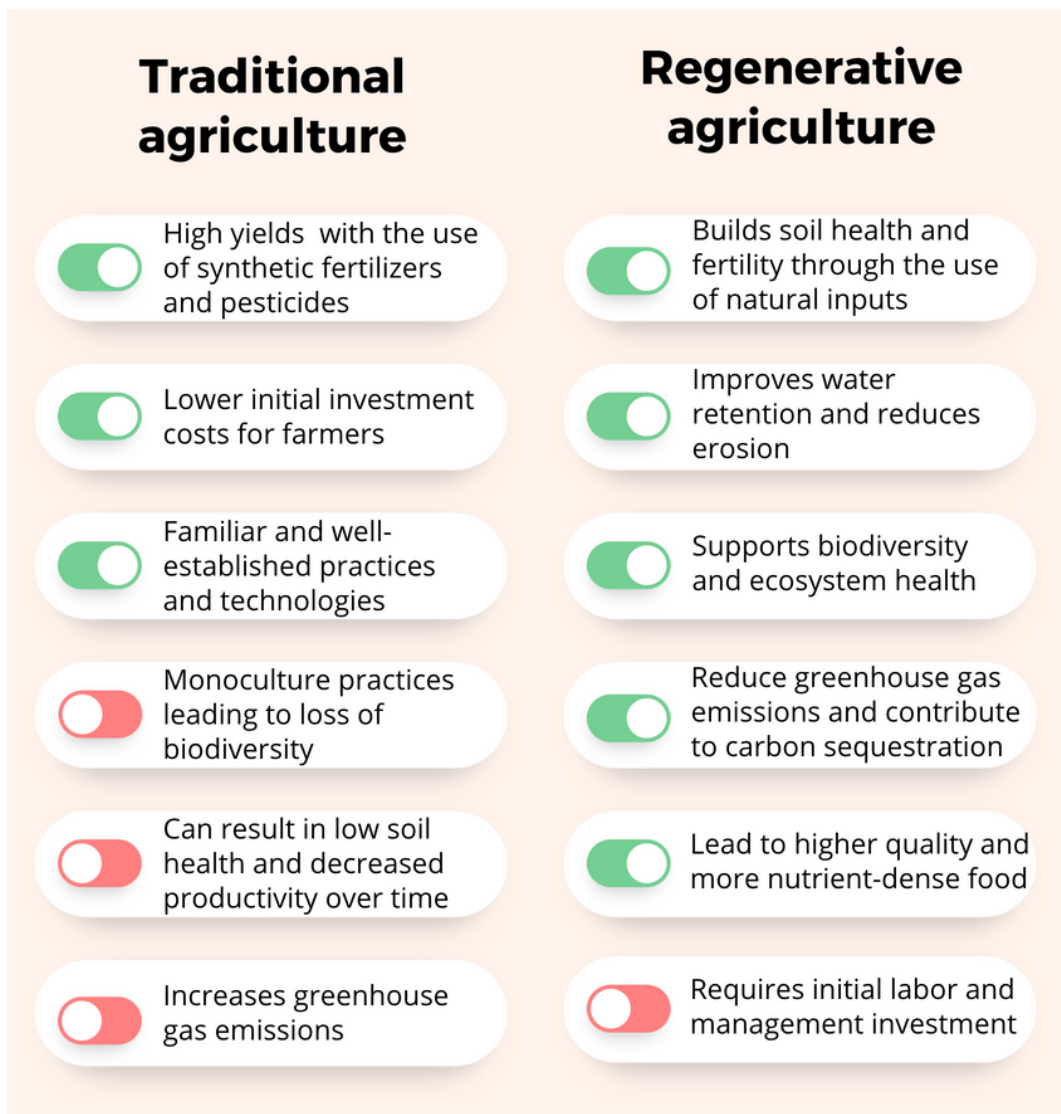 Traditional
agriculture
High yields  with the use
of synthetic fertilizers
and pesticides
Lower initial investment
costs for farmers
Familiar and well-
established practices
and technologies
Monoculture practices
leading to loss of
biodiversity
Can result in low soil
health and decreased
productivity over time
Increases greenhouse
gas emissions
Regenerative
agriculture
Builds soil health and
fertility through the use
of natural inputs
Improves water
retention and reduces
erosion
Supports biodiversity
and ecosystem health
Reduce greenhouse gas
emissions and contribute
to carbon sequestration
Lead to higher quality and
more nutrient-dense food
Requires initial labor and
management investment